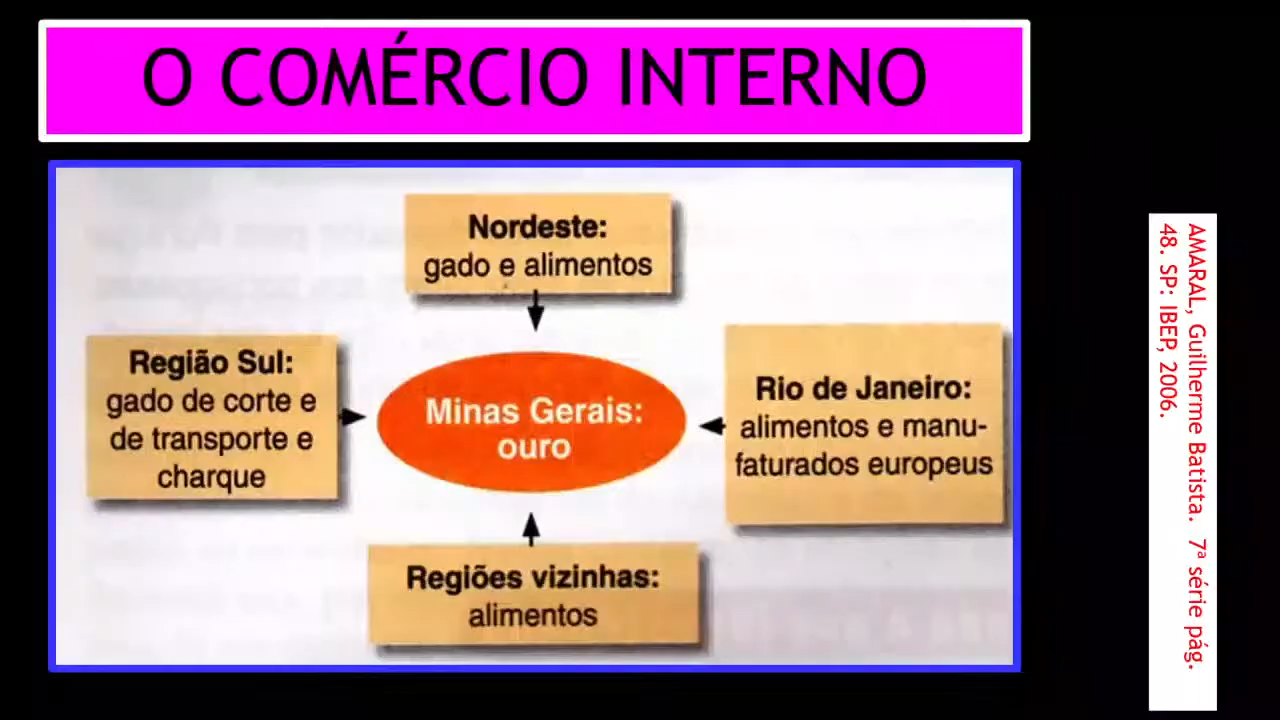 O COMÉRCIO INTERNO
Nordeste:
gado e alimentos
Região Sul:
gado de corte e
de transporte e
charque
Minas Gerais:
ouro
Rio de Janeiro:
alimentos e manu-
faturados europeus
Regiões vizinhas:
alimentos
AMARAL, Guilherme Batista. 7ª série pág.
48. SP: IBEP, 2006.